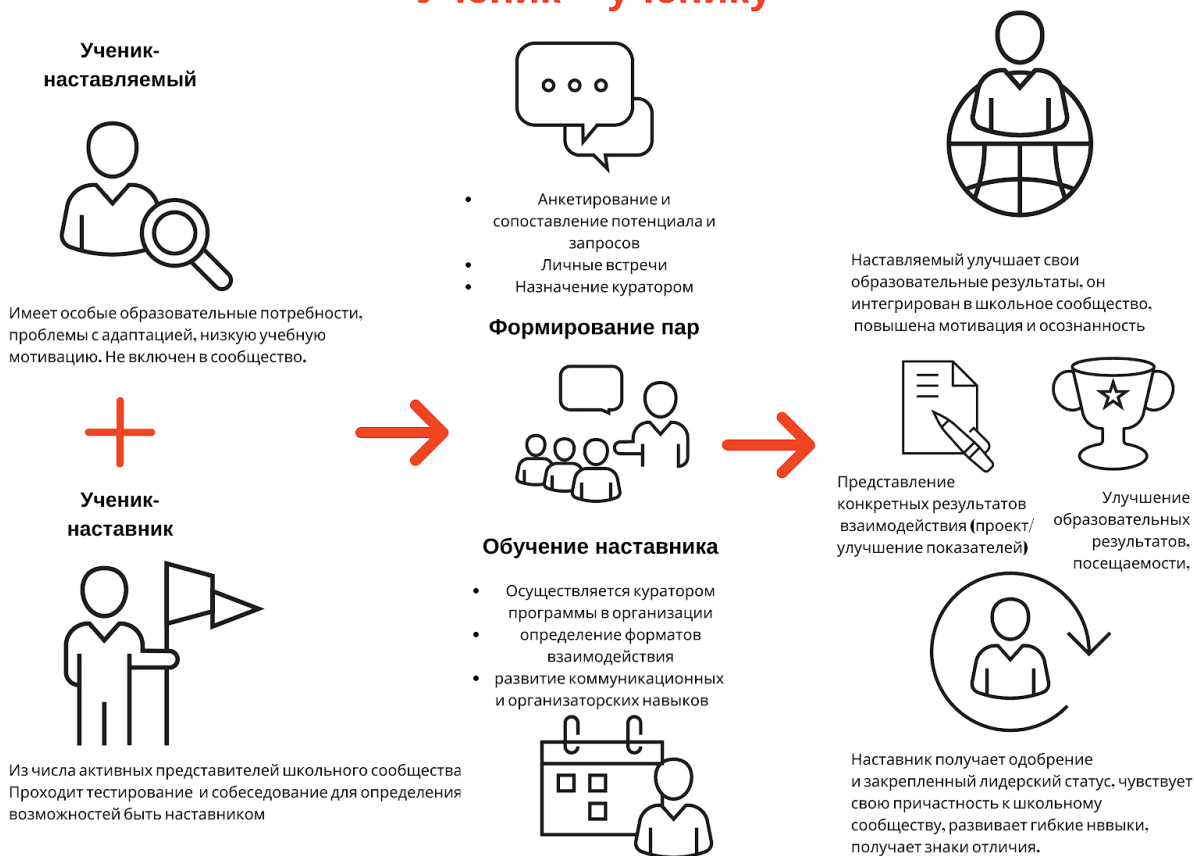 Ученик – ученику
Ученик-
наставляемый
Имеет особые образовательные потребности,
проблемы с адаптацией, низкую учебную
мотивацию. Не включен в сообщество.
Ученик-
наставник
Из числа активных представителей школьного сообщества
Проходит тестирование и собеседование для определения
возможностей быть наставником
• Анкетирование и
сопоставление потенциала и
запросов
• Личные встречи
• Назначение куратором
Формирование пар
Обучение наставника
• Осуществляется куратором
программы в организации
• определение форматов
взаимодействия
• развитие коммуникационных
и организаторских навыков
Наставляемый улучшает свои
образовательные результаты, он
интегрирован в школьное сообщество,
повышена мотивация и осознанность
Представление
конкретных результатов
взаимодействия (проект/
улучшение показателей)
Улучшение
образовательных
результатов,
посещаемости,
Наставник получает одобрение
и закрепленный лидерский статус, чувствует
свою причастность к школьному
сообществу, развивает гибкие нввыки,
получает знаки отличия.